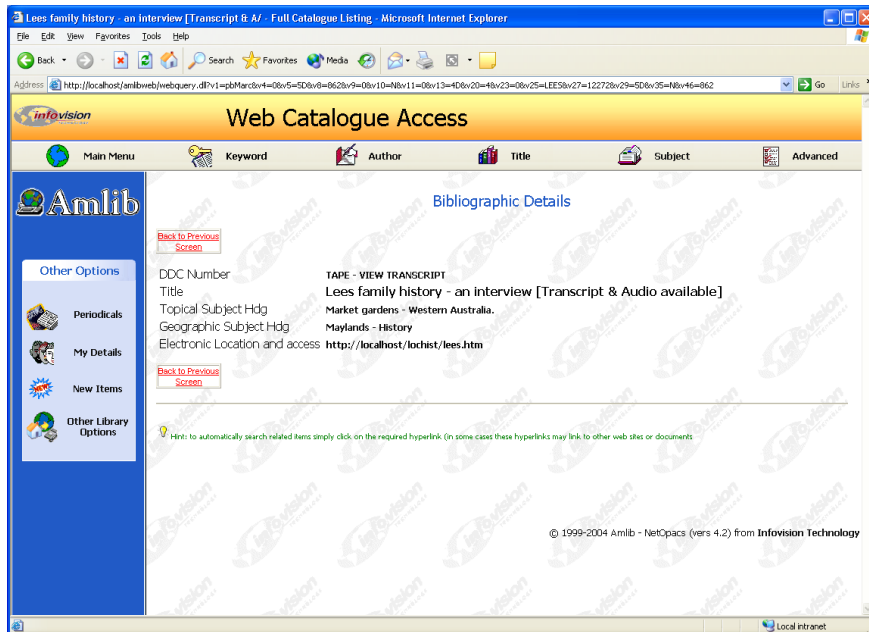 Lees family history - an interview [Transcript & A/ - Full Catalogue Listing - Microsoft Internet Explorer
File Edit View Favorites Tools Help
Back Search Favorites Media
Address http://localhost/amlibweb/webquery.dll?v1=pbMarc&v4=0&v5=5D&v8=862&v9=0&v10=N&v11=0&v13=4D&v20=4&v23=0&v25=LEES&v27=12272&v29=5D&v35=N&v46=862 Go Links
infovision Web Catalogue Access
Main Menu Keyword Author Title Subject Advanced
Amlib
Bibliographic Details
Back to Previous
Screen
Other Options
Periodicals
My Details
New Items
Other Library
Options
DDC Number TAPE - VIEW TRANSCRIPT
Title Lees family history - an interview [Transcript & Audio available]
Topical Subject Hdg Market gardens - Western Australia.
Geographic Subject Hdg Maylands - History
Electronic Location and access http://localhost/lochist/lees.htm
Back to Previous
Screen
Hint: to automatically search related items simply click on the required hyperlink (in some cases these hyperlinks may link to other web sites or documents
© 1999-2004 Amlib - NetOpacs (vers 4.2) from Infovision Technology
Local intranet